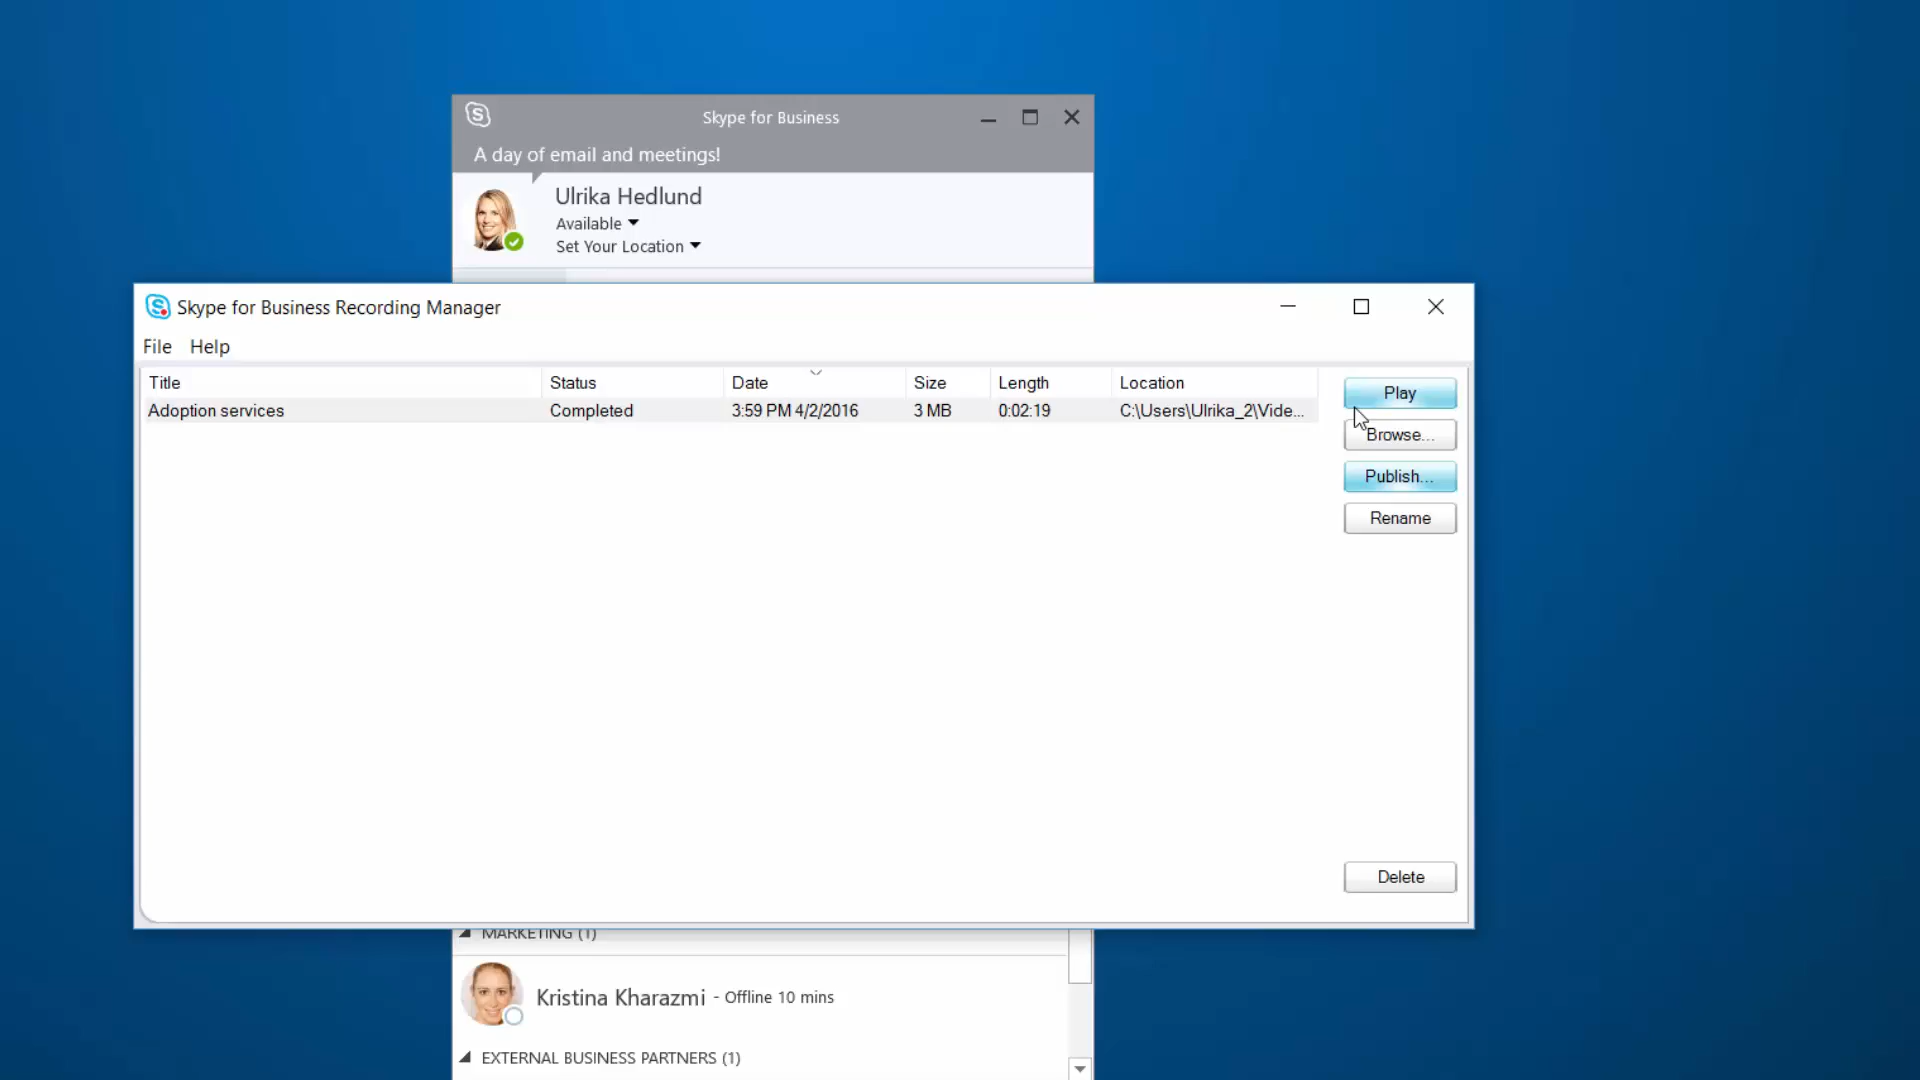 Skype for Business
A day of email and meetings!
Ulrika Hedlund
Available
Set Your Location
Skype for Business Recording Manager
File Help
Title Status Date Size Length Location
Adoption services Completed 3:59 PM 4/2/2016 3 MB 0:02:19 C:\Users\Ulrika_2\Vide...
Play
Browse...
Publish...
Rename
Delete
MARKETING (1)
Kristina Kharazmi - Offline 10 mins
EXTERNAL BUSINESS PARTNERS (1)